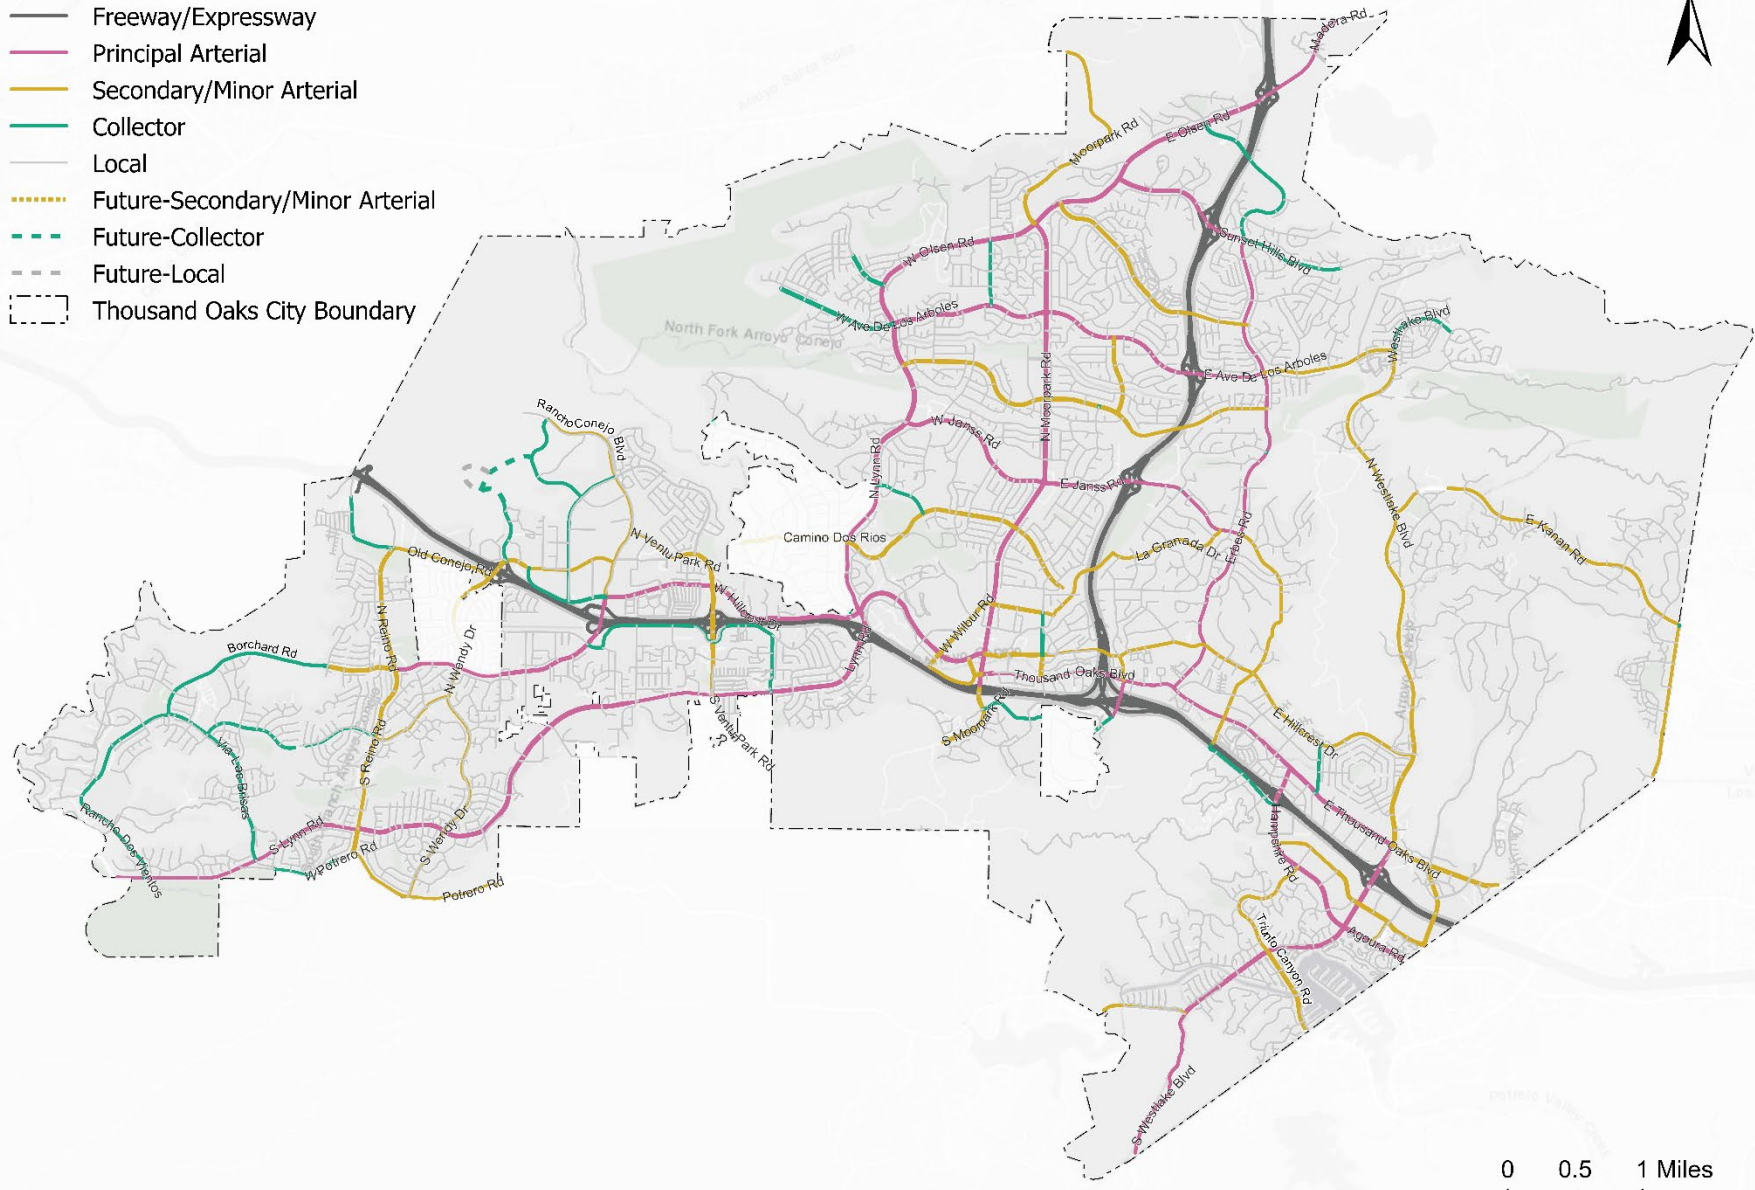 Freeway/Expressway
Principal Arterial
Secondary/Minor Arterial
Collector
Local
Future-Secondary/Minor Arterial
Future-Collector
Future-Local
Thousand Oaks City Boundary
Madera Rd
Arroyo Santa Rosa
Moorpark Rd
E Olsen Rd
W Olsen Rd
Sunset Hills Blvd
W Ave De Los Arboles
North Fork Arroyo Conejo
Westlake Blvd
E Ave De Los Arboles
N Moorpark Rd
Rancho Conejo Blvd
W Janss Rd
N Lynn Rd
E Janss Rd
N Westlake Blvd
E Kanan Rd
Camino Dos Rios
Erbes Rd
La Granada Dr
N Ventu Park Rd
Old Conejo Rd
W Hillcrest Dr
N Reino Rd
W Wilbur Rd
Borchard Rd
N Wendy Dr
Lynn Rd
Thousand Oaks Blvd
S Moorpark Rd
S Ventu Park Rd
E Hillcrest Dr
S Reino Rd
Via Las Brisas
Rancho Dos Vientos
S Lynn Rd
W Potrero Rd
S Wendy Dr
Potrero Rd
Hampshire Rd
E Thousand Oaks Blvd
Triunfo Canyon Rd
Agoura Rd
S Westlake Blvd
Potrero Valley Creek
0 0.5 1 Miles